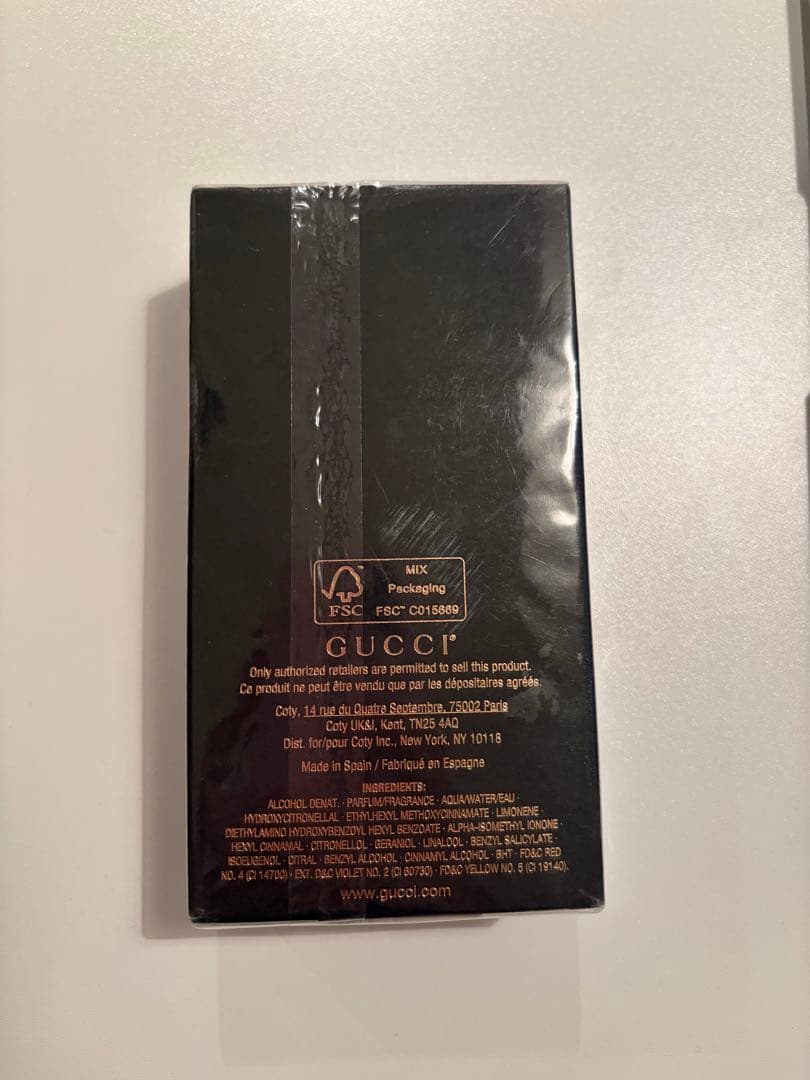 MIX
Packaging
FSC™ C015669
FSC
GUCCI®
Only authorized retailers are permitted to sell this product.
Ce produit ne peut être vendu que par les dépositaires agréés.
Coty, 14 rue du Quatre Septembre, 75002 Paris
Coty UK&I, Kent, TN25 4AQ
Dist. for/pour Coty Inc., New York, NY 10118
Made in Spain / Fabriqué en Espagne
INGREDIENTS:
ALCOHOL DENAT. · PARFUM/FRAGRANCE · AQUA/WATER/EAU ·
HYDROXYCITRONELLAL · ETHYLHEXYL METHOXYCINNAMATE · LIMONENE ·
DIETHYLAMINO HYDROXYBENZOYL HEXYL BENZOATE · ALPHA-ISOMETHYL IONONE ·
HEXYL CINNAMAL · CITRONELLOL · GERANIOL · LINALOOL · BENZYL SALICYLATE ·
ISOEUGENOL · CITRAL · BENZYL ALCOHOL · CINNAMYL ALCOHOL · BHT · FD&C RED
NO. 4 (CI 14700) · EXT. D&C VIOLET NO. 2 (CI 60730) · FD&C YELLOW NO. 5 (CI 19140).
www.gucci.com